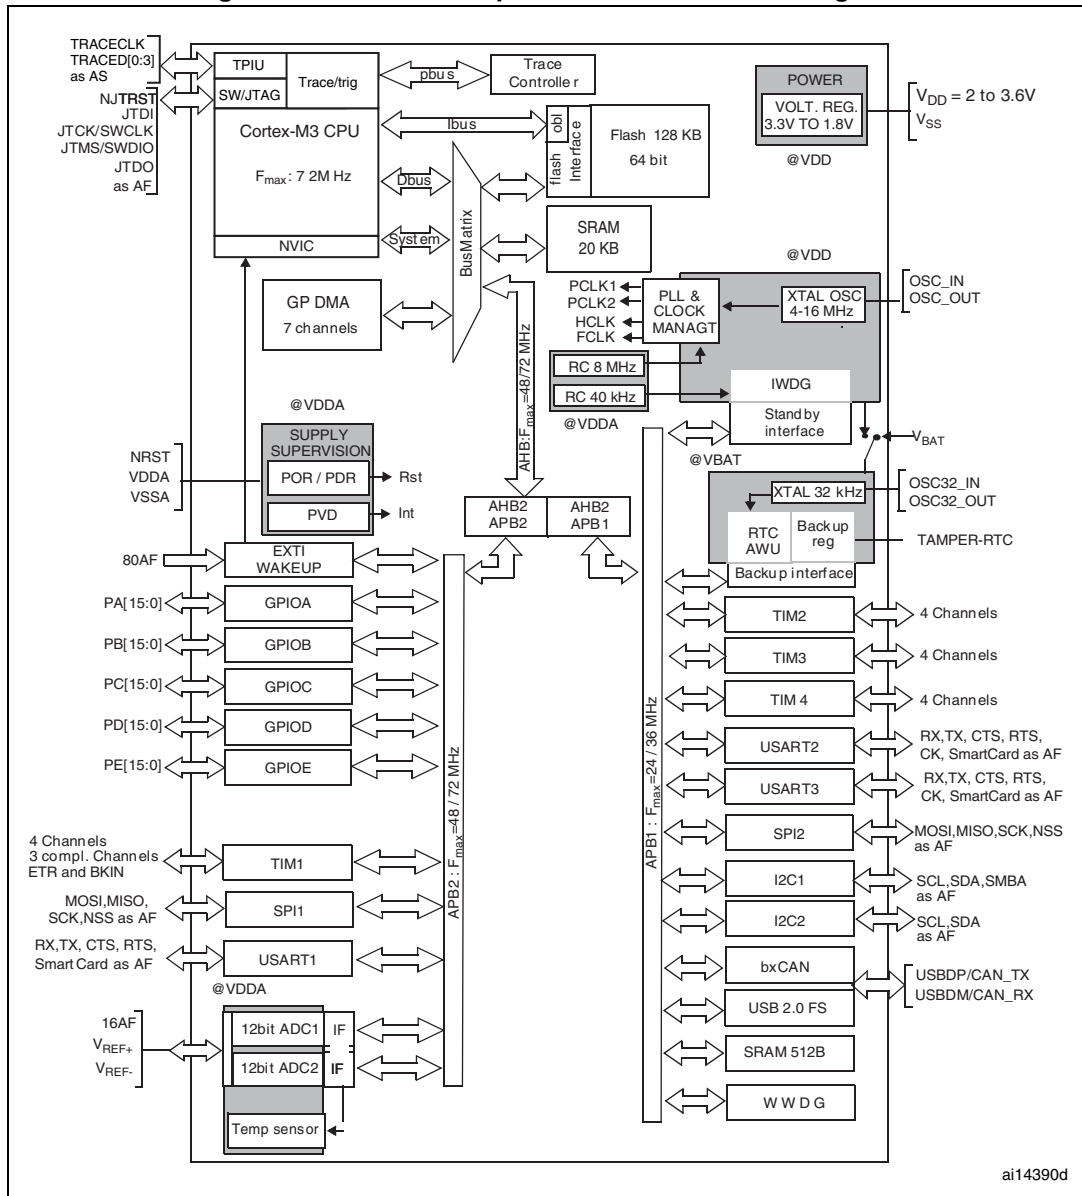 TRACECLK
TRACED[0:3]
as AS
NJTRST
JTDI
JTCK/SWCLK
JTMS/SWDIO
JTDO
as AF
TPIU
SW/JTAG
Trace/trig
Cortex-M3 CPU
Fmax: 7 2M Hz
NVIC
pbus
Trace
Controller
Ibus
Dbus
System
BusMatrix
flash
obl
Interface
Flash 128 KB
64 bit
SRAM
20 KB
POWER
VOLT. REG.
3.3V TO 1.8V
@VDD
VDD = 2 to 3.6V
VSS
GP DMA
7 channels
AHB:Fmax=48/72 MHz
@VDD
PCLK1
PCLK2
HCLK
FCLK
PLL &
CLOCK
MANAGT
XTAL OSC
4-16 MHz
OSC_IN
OSC_OUT
RC 8 MHz
RC 40 kHz
@VDDA
IWDG
Stand by
interface
VBAT
@VBAT
@VDDA
SUPPLY
SUPERVISION
POR / PDR
PVD
Rst
Int
NRST
VDDA
VSSA
AHB2
APB2
AHB2
APB1
XTAL 32 kHz
RTC
AWU
Backup
reg
Backup interface
OSC32_IN
OSC32_OUT
TAMPER-RTC
80AF
EXTI
WAKEUP
PA[15:0]
GPIOA
PB[15:0]
GPIOB
PC[15:0]
GPIOC
PD[15:0]
GPIOD
PE[15:0]
GPIOE
APB2 : Fmax=48 / 72 MHz
4 Channels
3 compl. Channels
ETR and BKIN
TIM1
MOSI,MISO,
SCK,NSS as AF
SPI1
RX,TX, CTS, RTS,
Smart Card as AF
USART1
@VDDA
16AF
VREF+
VREF-
12bit ADC1
IF
12bit ADC2
IF
Temp sensor
APB1 : Fmax=24 / 36 MHz
TIM2
4 Channels
TIM3
4 Channels
TIM 4
4 Channels
USART2
RX,TX, CTS, RTS,
CK, SmartCard as AF
USART3
RX,TX, CTS, RTS,
CK, SmartCard as AF
SPI2
MOSI,MISO,SCK,NSS
as AF
I2C1
SCL,SDA,SMBA
as AF
I2C2
SCL,SDA
as AF
bxCAN
USBDP/CAN_TX
USBDM/CAN_RX
USB 2.0 FS
SRAM 512B
W W D G
ai14390d